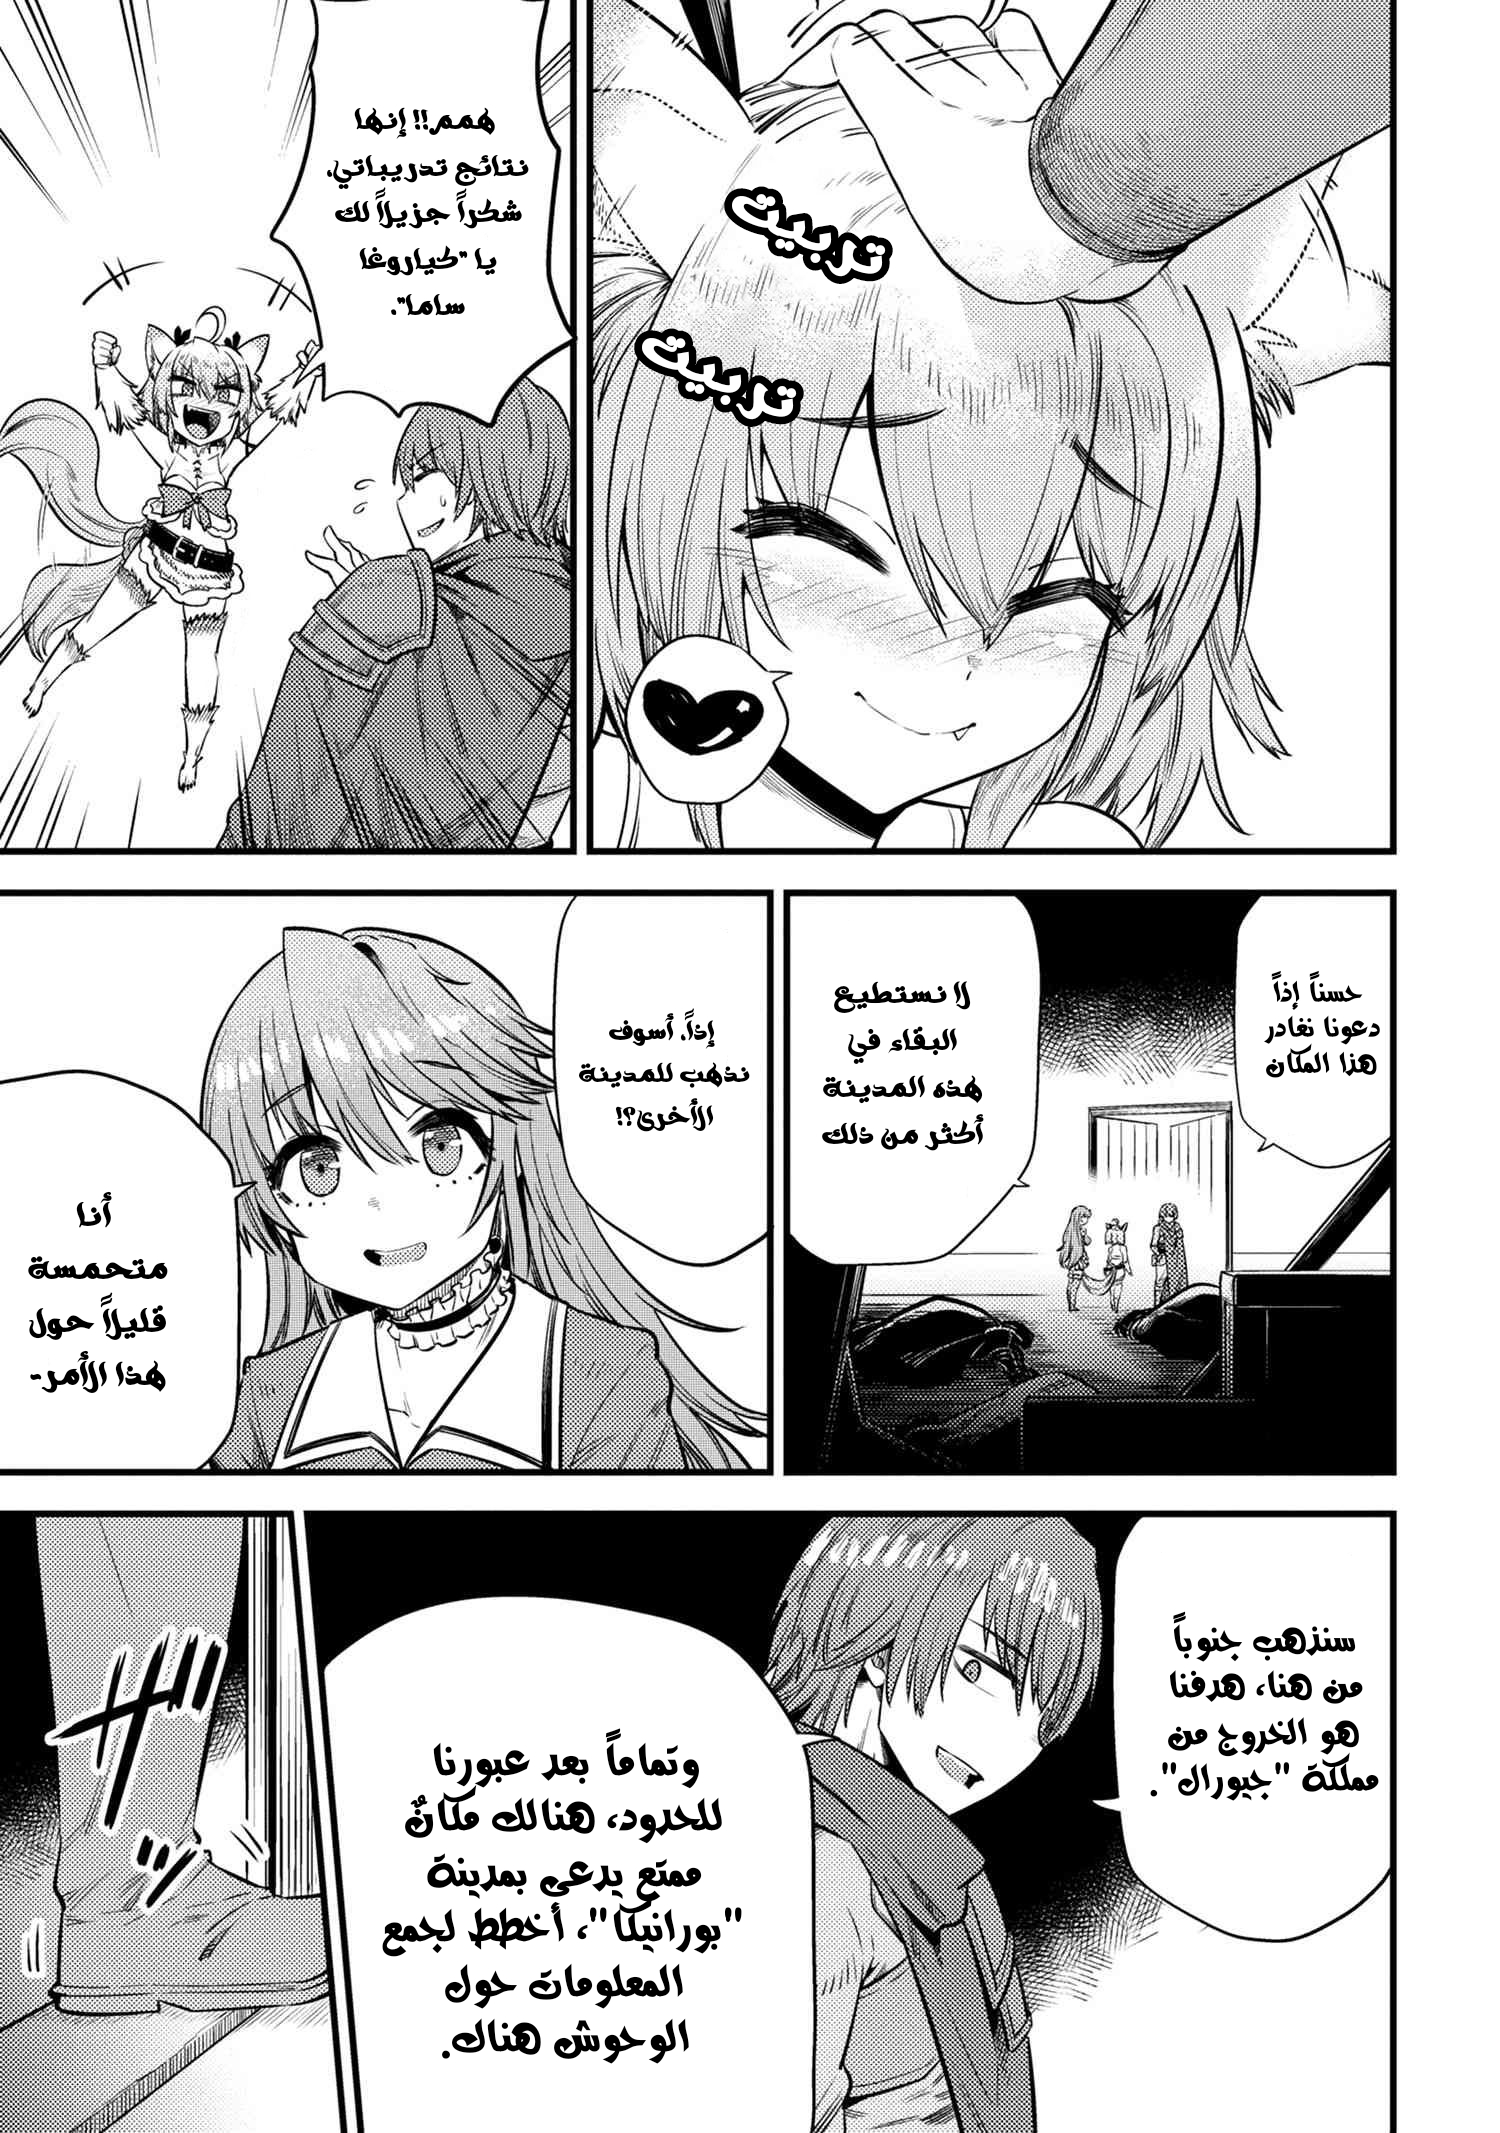 تربيت
تربيت
همم!! إنها
نتائج تدريباتي،
شكراً جزيلاً لك
يا "كياروغا
ساما".
حسناً إذاً
دعونا نغادر
هذا المكان
لا نستطيع
البقاء في
هذه المدينة
أكثر من ذلك
إذاً، أسوف
نذهب للمدينة
الأخرى؟!
أنا
متحمسة
قليلاً حول
هذا الأمر-
سنذهب جنوباً
من هنا، هدفنا
هو الخروج من
مملكة "جيورال".
وتماماً بعد عبورنا
للحدود، هنالك مكانٌ
ممتع يدعى بمدينة
"بورانيكا"، أخطط لجمع
المعلومات حول
الوحوش هناك.
ザッ